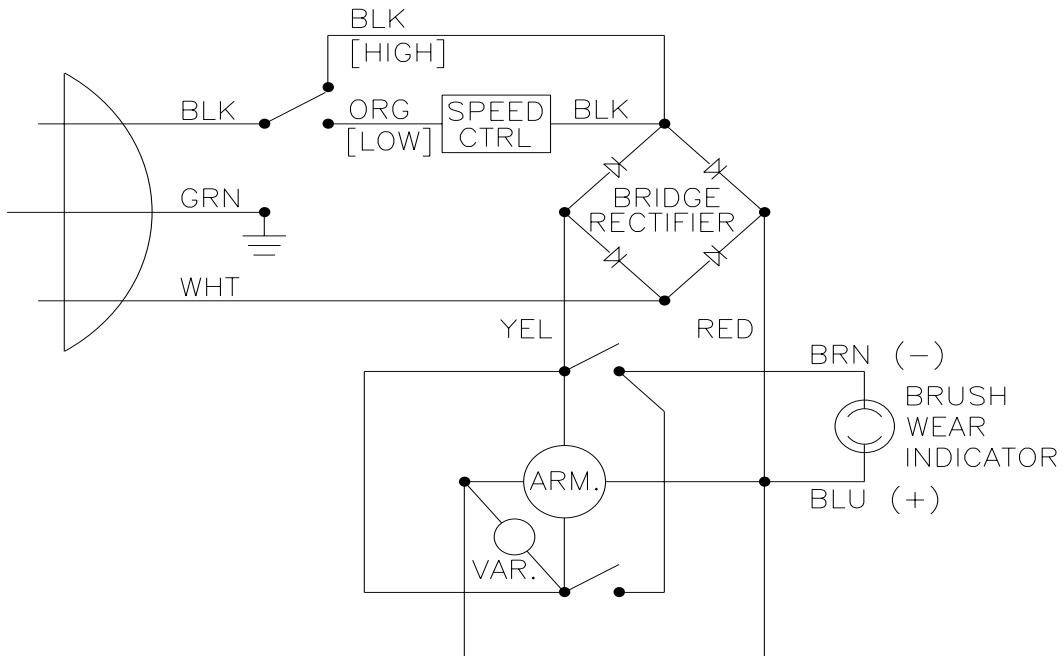 BLK
[HIGH]
BLK
ORG
[LOW]
SPEED
CTRL
BLK
GRN
BRIDGE
RECTIFIER
WHT
YEL
RED
BRN (-)
BRUSH
WEAR
INDICATOR
ARM.
BLU (+)
VAR.